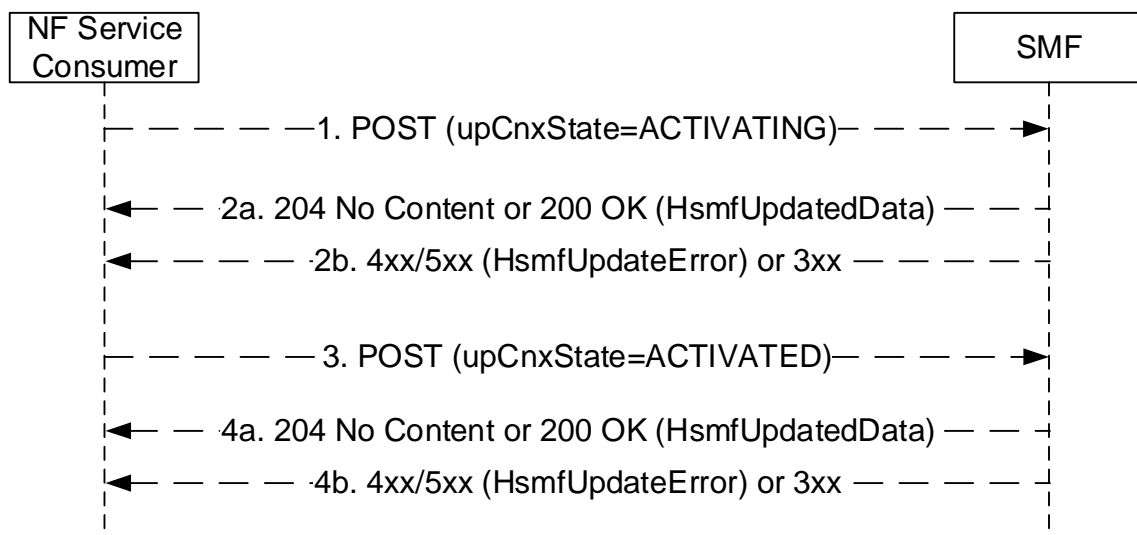 NF Service
Consumer
SMF
1. POST (upCnxState=ACTIVATING)
2a. 204 No Content or 200 OK (HsmfUpdatedData)
2b. 4xx/5xx (HsmfUpdateError) or 3xx
3. POST (upCnxState=ACTIVATED)
4a. 204 No Content or 200 OK (HsmfUpdatedData)
4b. 4xx/5xx (HsmfUpdateError) or 3xx